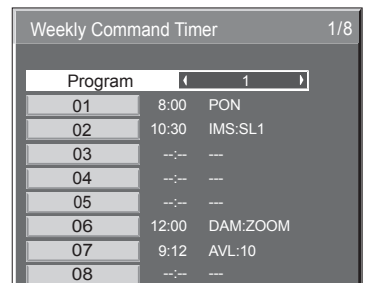 Weekly Command Timer 1/8
Program 1
01 8:00 PON
02 10:30 IMS:SL1
03 --:-- ---
04 --:-- ---
05 --:-- ---
06 12:00 DAM:ZOOM
07 9:12 AVL:10
08 --:-- ---